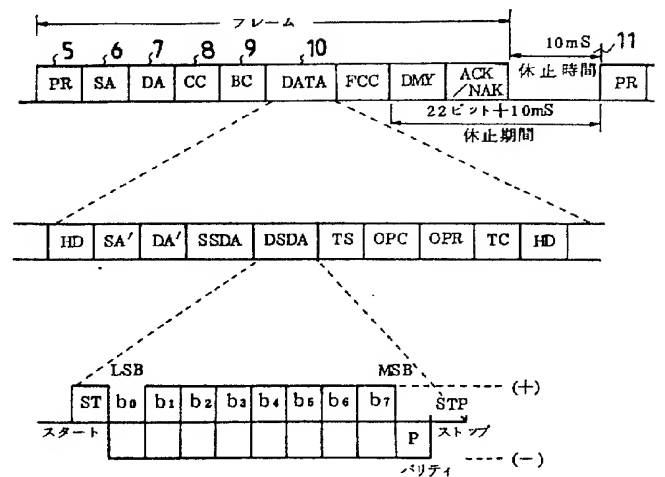 フレーム
5 6 7 8 9 10 10mS 11
PR SA DA CC BC DATA FCC DMY ACK/NAK 休止時間 PR
22ビット+10mS
休止期間
HD SA' DA' SSDA DSDA TS OPC OPR TC HD
LSB MSB
ST b0 b1 b2 b3 b4 b5 b6 b7 (+)
STP
スタート ストップ
P
パリティ (-)